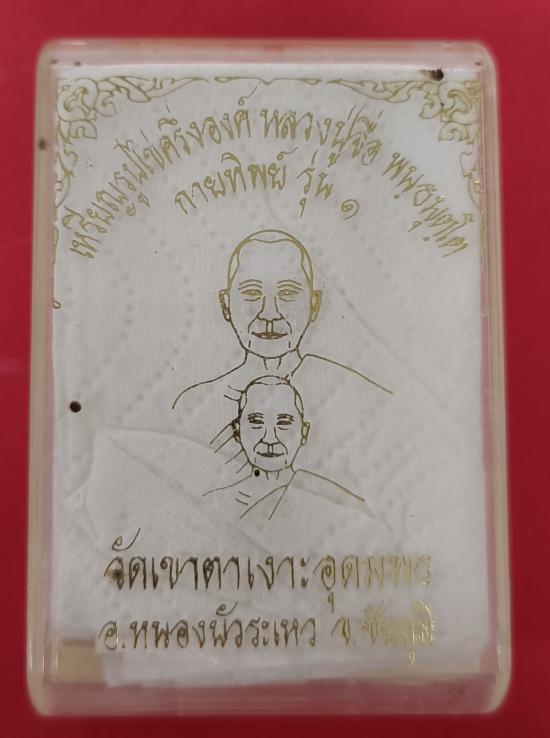 เหรียญรูปไข่ครึ่งองค์ หลวงปู่ซื่อ พนฺธมุตฺโต
กายทิพย์ รุ่น ๑
วัดเขาตาเงาะอุดมพร
อ.หนองบัวระเหว จ.ชัยภูมิ